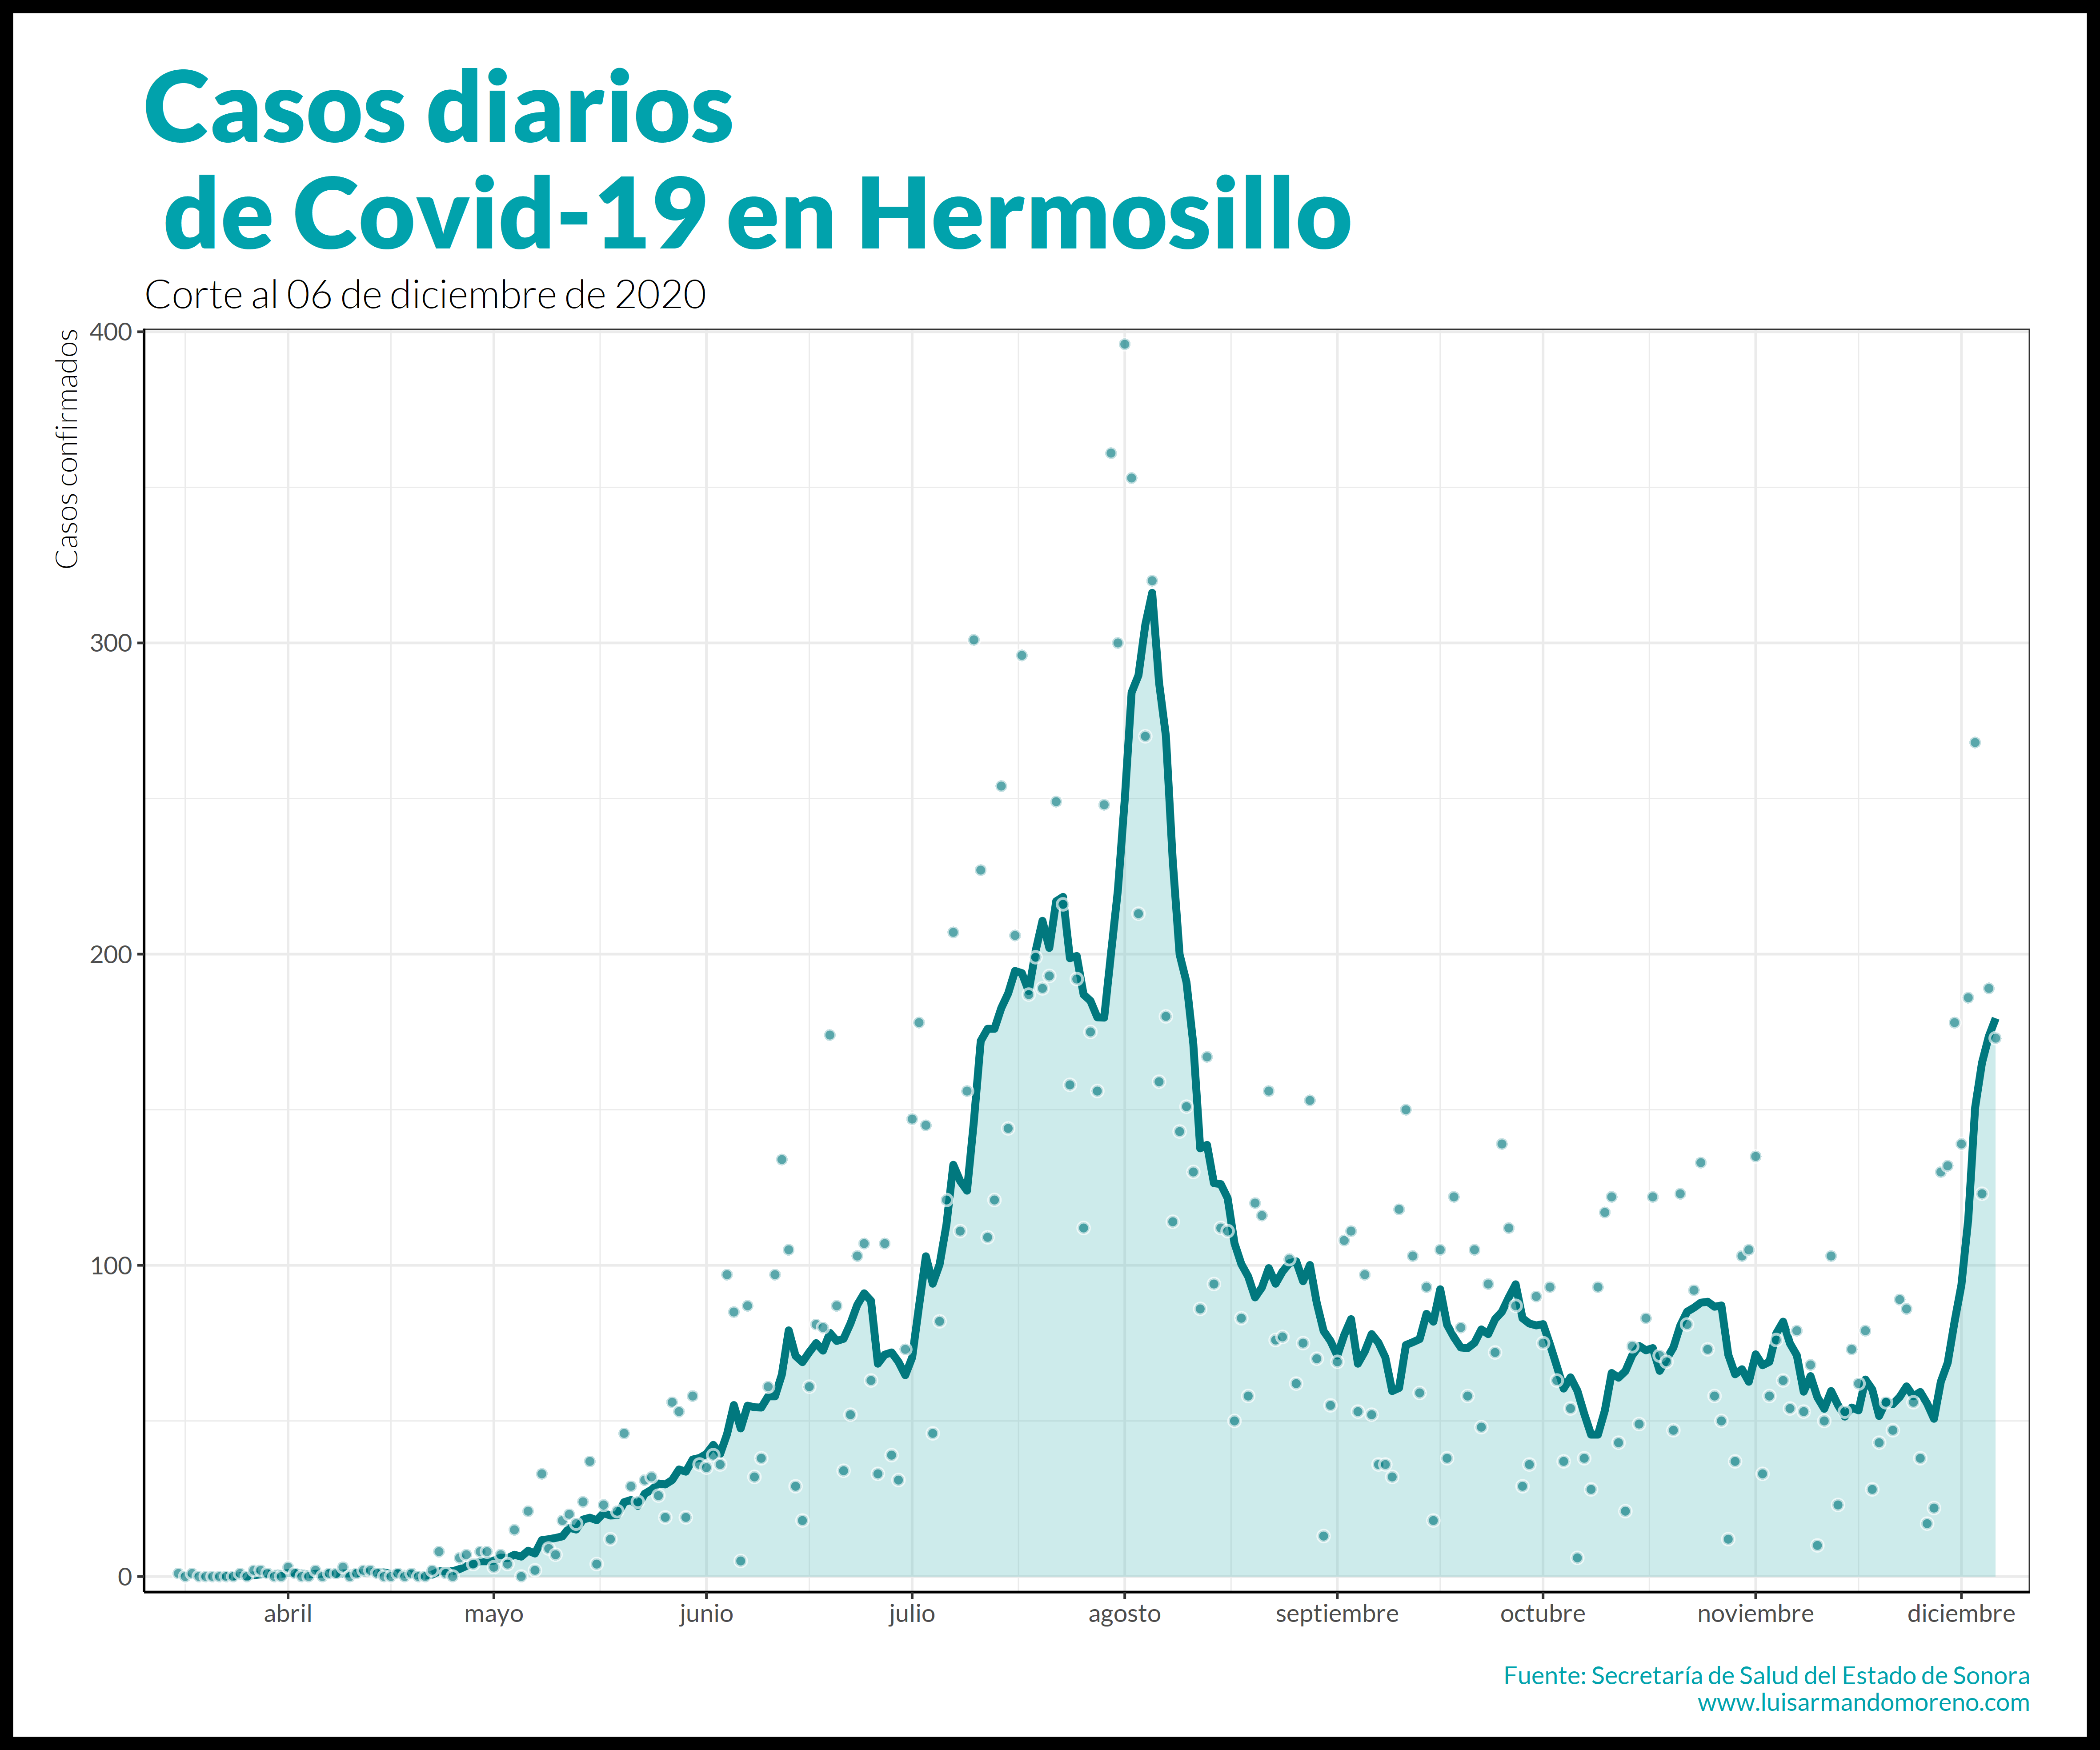 Casos diarios
de Covid-19 en Hermosillo
Corte al 06 de diciembre de 2020
Casos confirmados
400
300
200
100
0
abril mayo junio julio agosto septiembre octubre noviembre diciembre
Fuente: Secretaría de Salud del Estado de Sonora
www.luisarmandomoreno.com